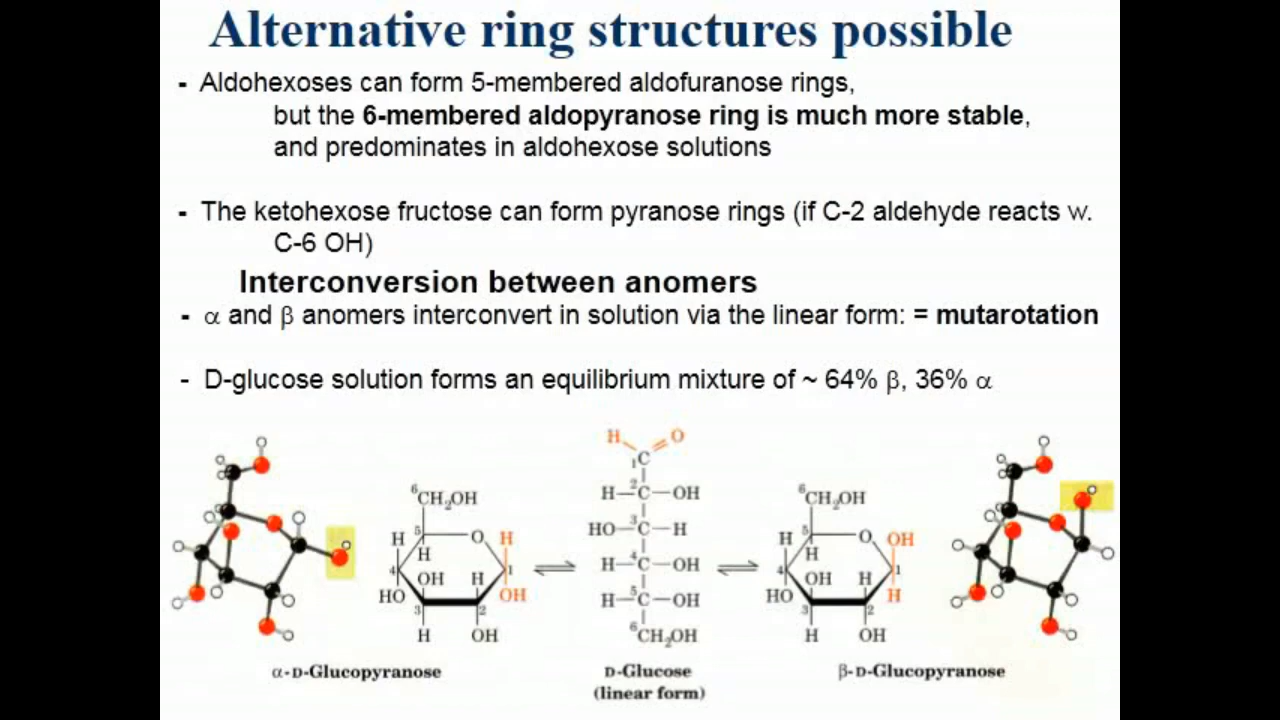 Alternative ring structures possible
- Aldohexoses can form 5-membered aldofuranose rings,
but the 6-membered aldopyranose ring is much more stable,
and predominates in aldohexose solutions
- The ketohexose fructose can form pyranose rings (if C-2 aldehyde reacts w.
C-6 OH)
Interconversion between anomers
- α and β anomers interconvert in solution via the linear form: = mutarotation
- D-glucose solution forms an equilibrium mixture of ~ 64% β, 36% α
H O
1C
6CH2OH H—2C—OH 6CH2OH
H 5 O H HO—3C—H H 5 O OH
H H
4 1 H—4C—OH 4 1
OH H OH H
HO OH H—5C—OH HO H
3 2 3 2
H OH 6CH2OH H OH
α-D-Glucopyranose D-Glucose β-D-Glucopyranose
(linear form)